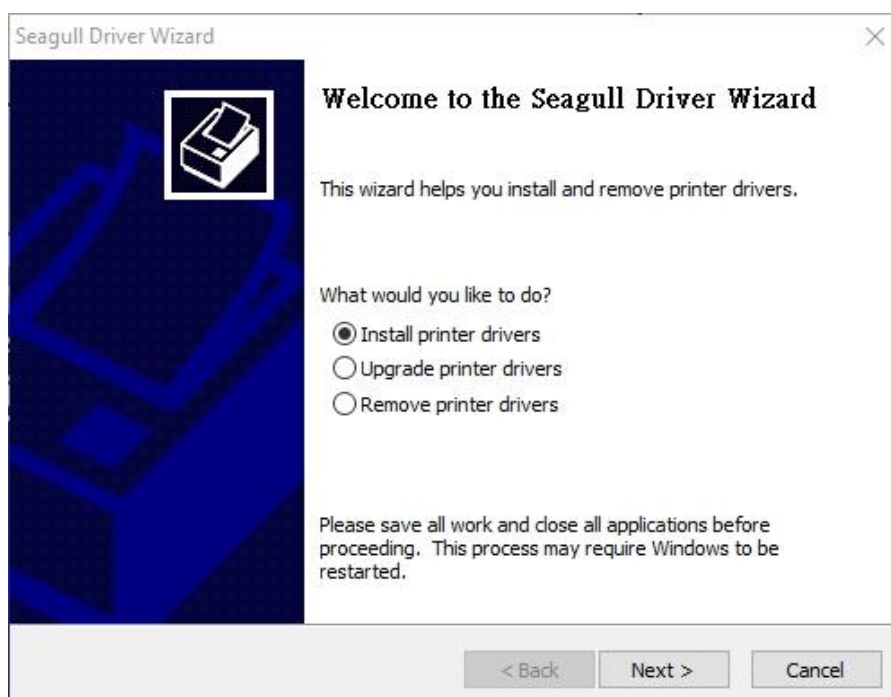 Seagull Driver Wizard
Welcome to the Seagull Driver Wizard
This wizard helps you install and remove printer drivers.
What would you like to do?
Install printer drivers
Upgrade printer drivers
Remove printer drivers
Please save all work and close all applications before
proceeding. This process may require Windows to be
restarted.
< Back
Next >
Cancel